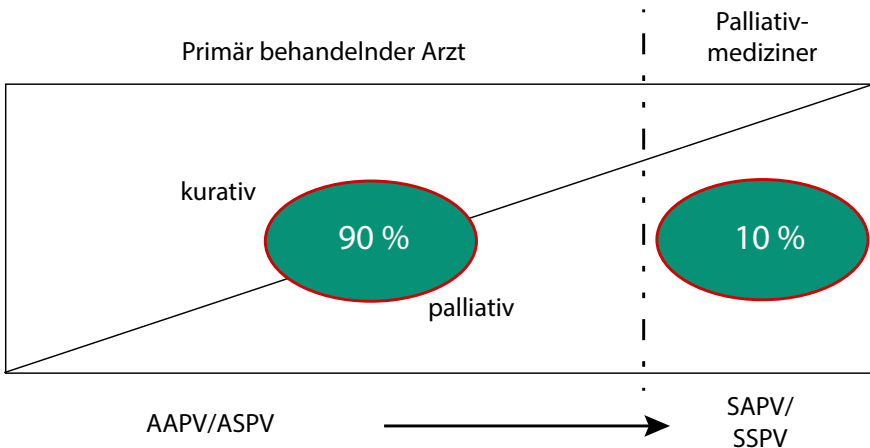 Primär behandelnder Arzt
Palliativ-
mediziner
kurativ
90 %
10 %
palliativ
AAPV/ASPV
SAPV/
SSPV